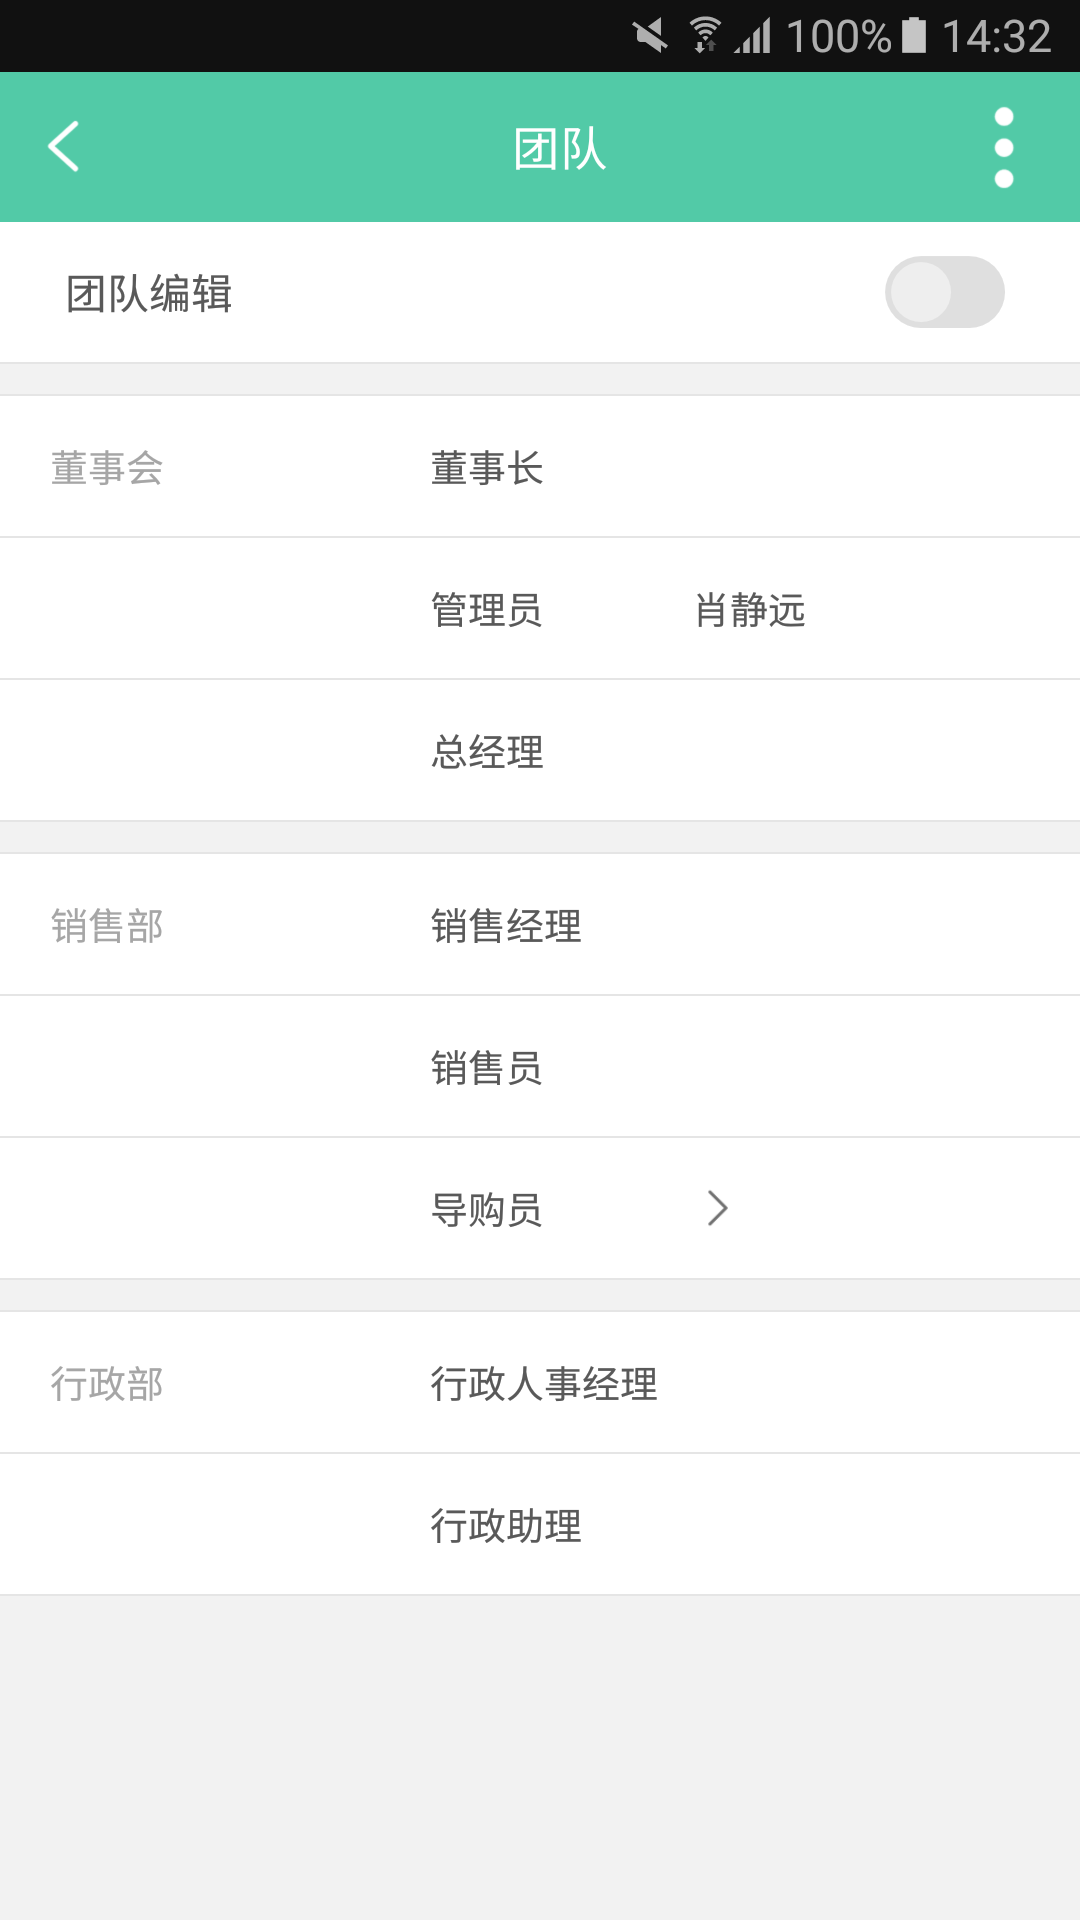 100% 14:32
团队
团队编辑
董事会 董事长
管理员 肖静远
总经理
销售部 销售经理
销售员
导购员
行政部 行政人事经理
行政助理